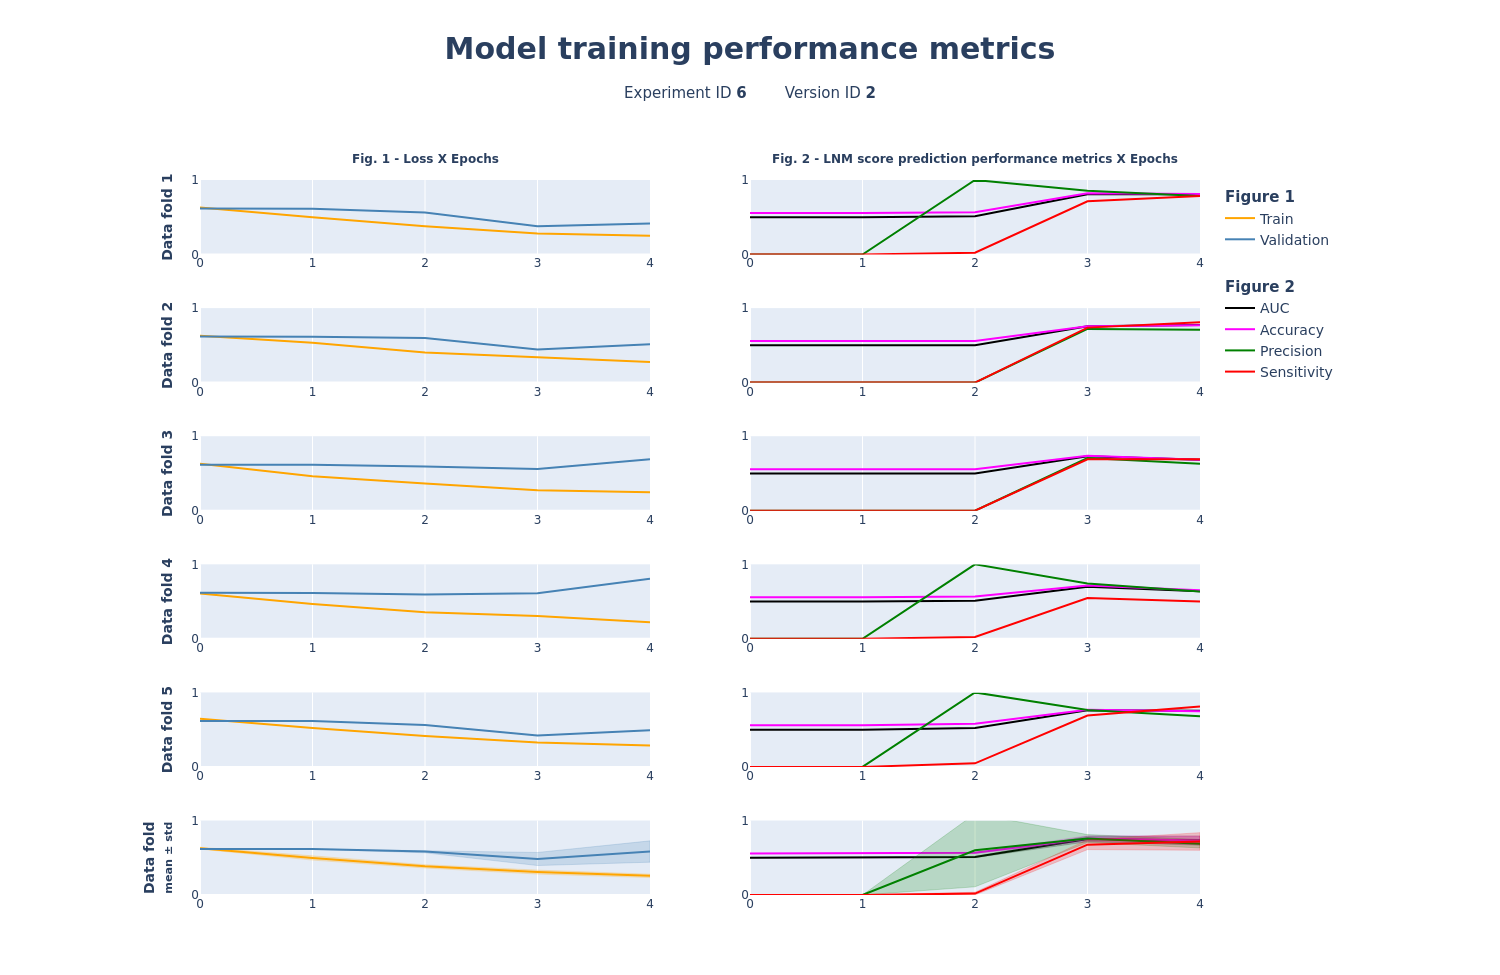 Model training performance metrics
Experiment ID 6 Version ID 2
Fig. 1 - Loss X Epochs
Fig. 2 - LNM score prediction performance metrics X Epochs
Data fold 1
1
0
0 1 2 3 4
1
0
0 1 2 3 4
Figure 1
Train
Validation
Figure 2
AUC
Accuracy
Precision
Sensitivity
Data fold 2
1
0
0 1 2 3 4
1
0
0 1 2 3 4
Data fold 3
1
0
0 1 2 3 4
1
0
0 1 2 3 4
Data fold 4
1
0
0 1 2 3 4
1
0
0 1 2 3 4
Data fold 5
1
0
0 1 2 3 4
1
0
0 1 2 3 4
Data fold
mean ± std
1
0
0 1 2 3 4
1
0
0 1 2 3 4